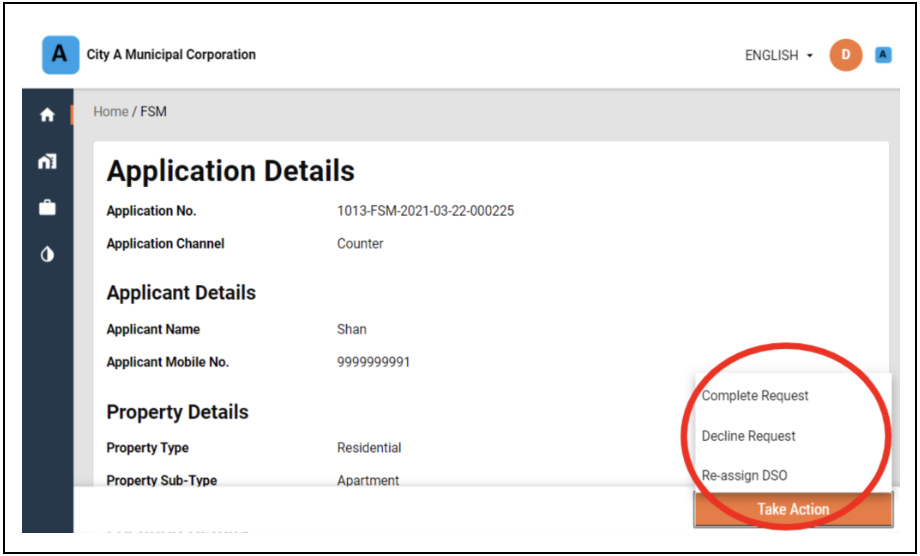 A City A Municipal Corporation ENGLISH D A
Home / FSM
Application Details
Application No. 1013-FSM-2021-03-22-000225
Application Channel Counter
Applicant Details
Applicant Name Shan
Applicant Mobile No. 9999999991
Complete Request
Property Details
Decline Request
Property Type Residential
Re-assign DSO
Property Sub-Type Apartment
Take Action